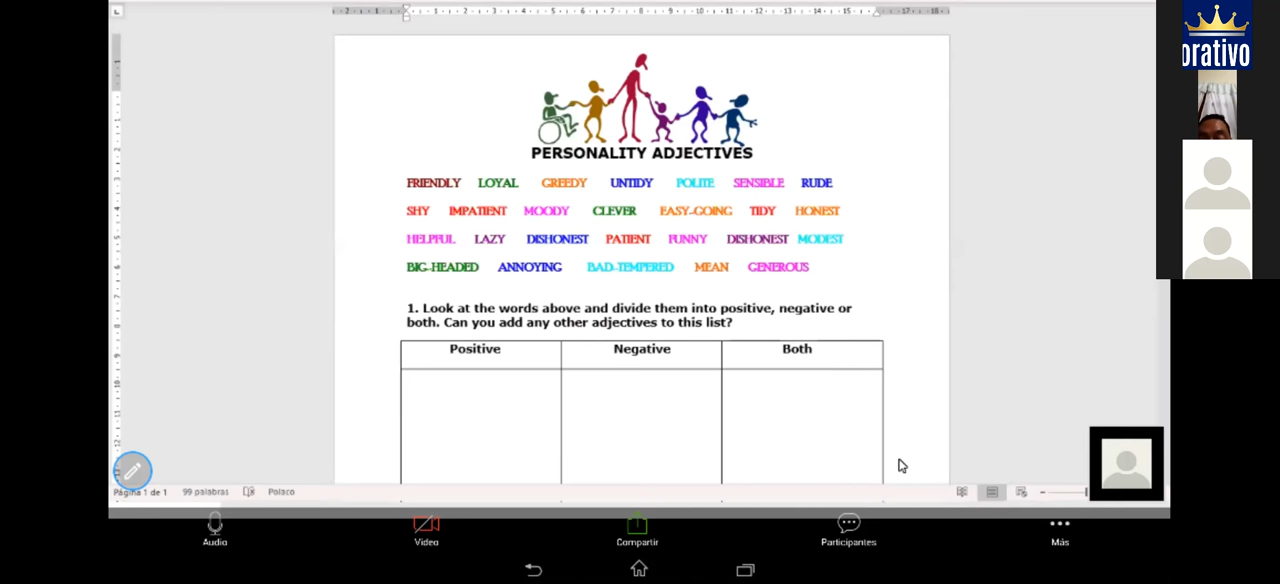 orativo
PERSONALITY ADJECTIVES
FRIENDLY LOYAL GREEDY UNTIDY POLITE SENSIBLE RUDE
SHY IMPATIENT MOODY CLEVER EASY-GOING TIDY HONEST
HELPFUL LAZY DISHONEST PATIENT FUNNY DISHONEST MODEST
BIG-HEADED ANNOYING BAD-TEMPERED MEAN GENEROUS
1. Look at the words above and divide them into positive, negative or
both. Can you add any other adjectives to this list?
Positive Negative Both
Página 1 de 1 99 palabras Polaco
Audio Video Compartir Participantes Más